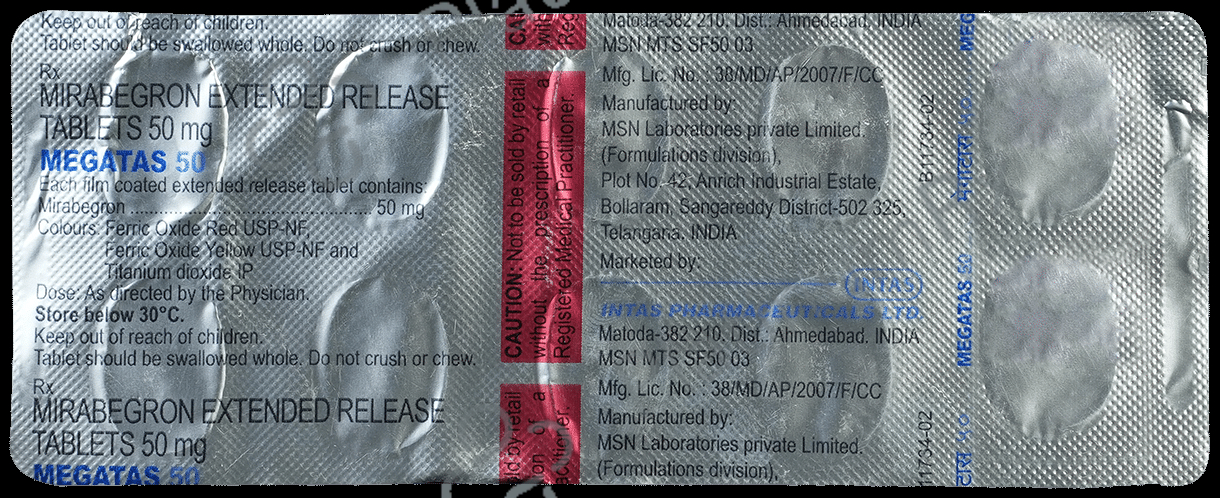 Keep out of reach of children.
Tablet should be swallowed whole. Do not crush or chew.
Rx
MIRABEGRON EXTENDED RELEASE
TABLETS 50 mg
MEGATAS 50
Each film coated extended release tablet contains:
Mirabegron ................................................ 50 mg
Colours: Ferric Oxide Red USP-NF,
Ferric Oxide Yellow USP-NF and
Titanium dioxide IP
Dose: As directed by the Physician.
Store below 30°C.
Keep out of reach of children.
Tablet should be swallowed whole. Do not crush or chew.
Rx
MIRABEGRON EXTENDED RELEASE
TABLETS 50 mg
MEGATAS 50
CAUTION: Not to be sold by retail
without the prescription of a
Registered Medical Practitioner.
Matoda-382 210, Dist.: Ahmedabad. INDIA
MSN MTS SF50 03
Mfg. Lic. No. : 38/MD/AP/2007/F/CC
Manufactured by:
MSN Laboratories private Limited.
(Formulations division),
Plot No. 42, Anrich Industrial Estate,
Bollaram, Sangareddy District-502 325,
Telangana, INDIA
Marketed by:
INTAS
INTAS PHARMACEUTICALS LTD.
Matoda-382 210, Dist.: Ahmedabad. INDIA
MSN MTS SF50 03
Mfg. Lic. No. : 38/MD/AP/2007/F/CC
Manufactured by:
MSN Laboratories private Limited.
(Formulations division),
B11734-02
11734-02
MEG
मेगाटास ५०
MEGATAS 50
टास ५०